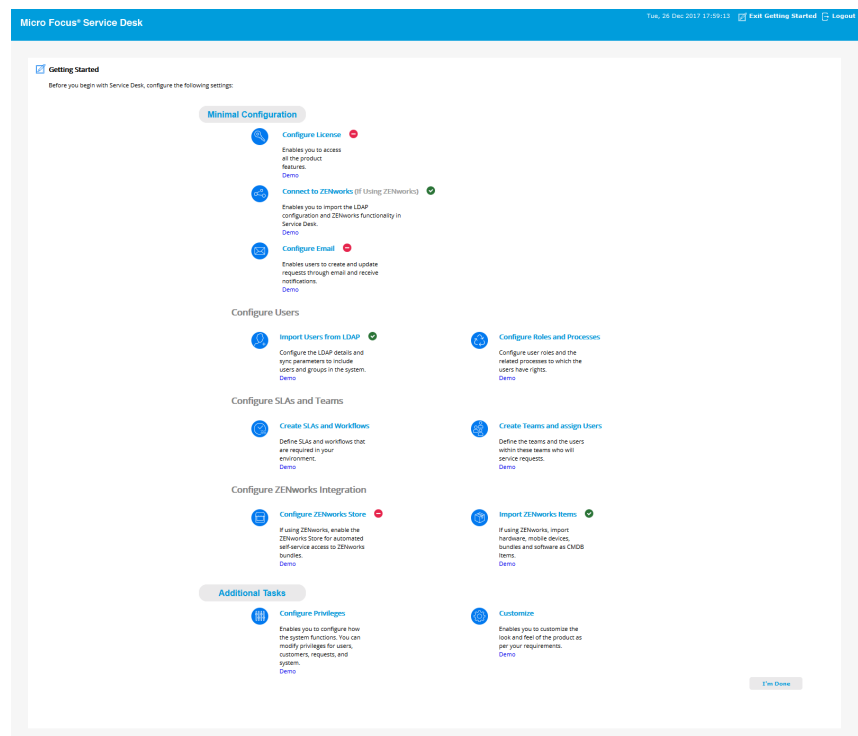 Micro Focus® Service Desk
Tue, 26 Dec 2017 17:59:13 Exit Getting Started Logout
Getting Started
Before you begin with Service Desk, configure the following settings:
Minimal Configuration
Configure License
Enables you to access
all the product
features.
Demo
Connect to ZENworks (If Using ZENworks)
Enables you to import the LDAP
configuration and ZENworks functionality in
Service Desk.
Demo
Configure Email
Enables users to create and update
requests through email and receive
notifications.
Demo
Configure Users
Import Users from LDAP
Configure the LDAP details and
sync parameters to include
users and groups in the system.
Demo
Configure Roles and Processes
Configure user roles and the
related processes to which the
users have rights.
Demo
Configure SLAs and Teams
Create SLAs and Workflows
Define SLAs and workflows that
are required in your
environment.
Demo
Create Teams and assign Users
Define the teams and the users
within these teams who will
service requests.
Demo
Configure ZENworks Integration
Configure ZENworks Store
If using ZENworks, enable the
ZENworks Store for automated
self-service access to ZENworks
bundles.
Demo
Import ZENworks Items
If using ZENworks, import
hardware, mobile devices,
bundles and software as CMDB
Items.
Demo
Additional Tasks
Configure Privileges
Enables you to configure how
the system functions. You can
modify privileges for users,
customers, requests, and
system.
Demo
Customize
Enables you to customize the
look and feel of the product as
per your requirements.
Demo
I'm Done